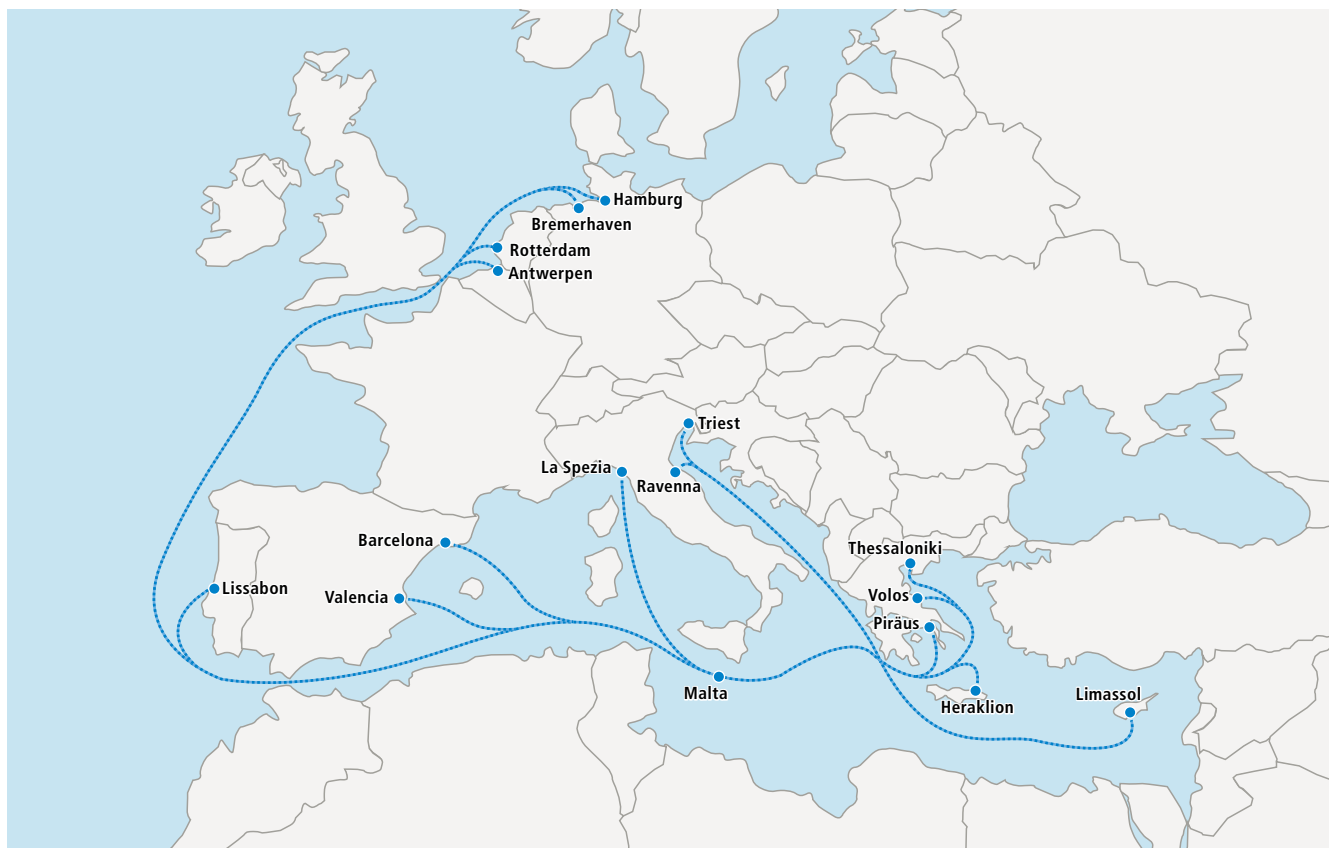 Hamburg
Bremerhaven
Rotterdam
Antwerpen
Triest
La Spezia
Ravenna
Barcelona
Thessaloniki
Lissabon
Valencia
Volos
Piräus
Malta
Limassol
Heraklion